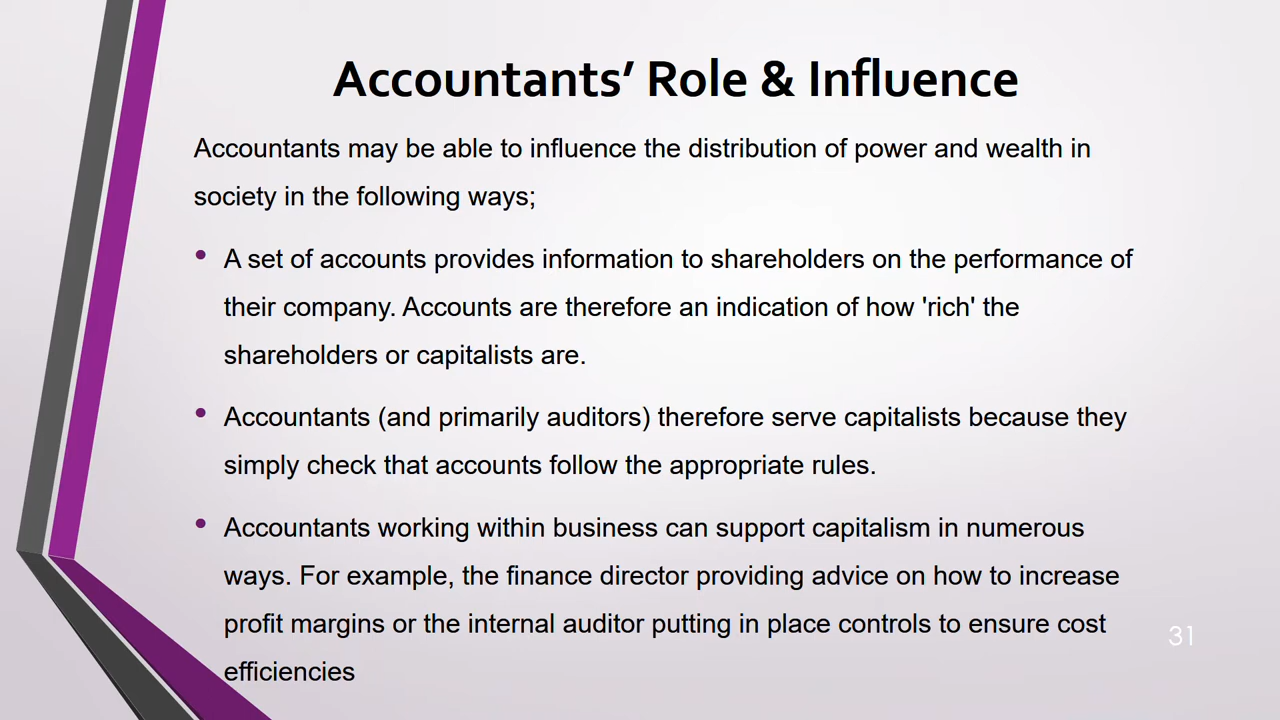 Accountants’ Role & Influence
Accountants may be able to influence the distribution of power and wealth in
society in the following ways;
• A set of accounts provides information to shareholders on the performance of
their company. Accounts are therefore an indication of how 'rich' the
shareholders or capitalists are.
• Accountants (and primarily auditors) therefore serve capitalists because they
simply check that accounts follow the appropriate rules.
• Accountants working within business can support capitalism in numerous
ways. For example, the finance director providing advice on how to increase
profit margins or the internal auditor putting in place controls to ensure cost
efficiencies
31